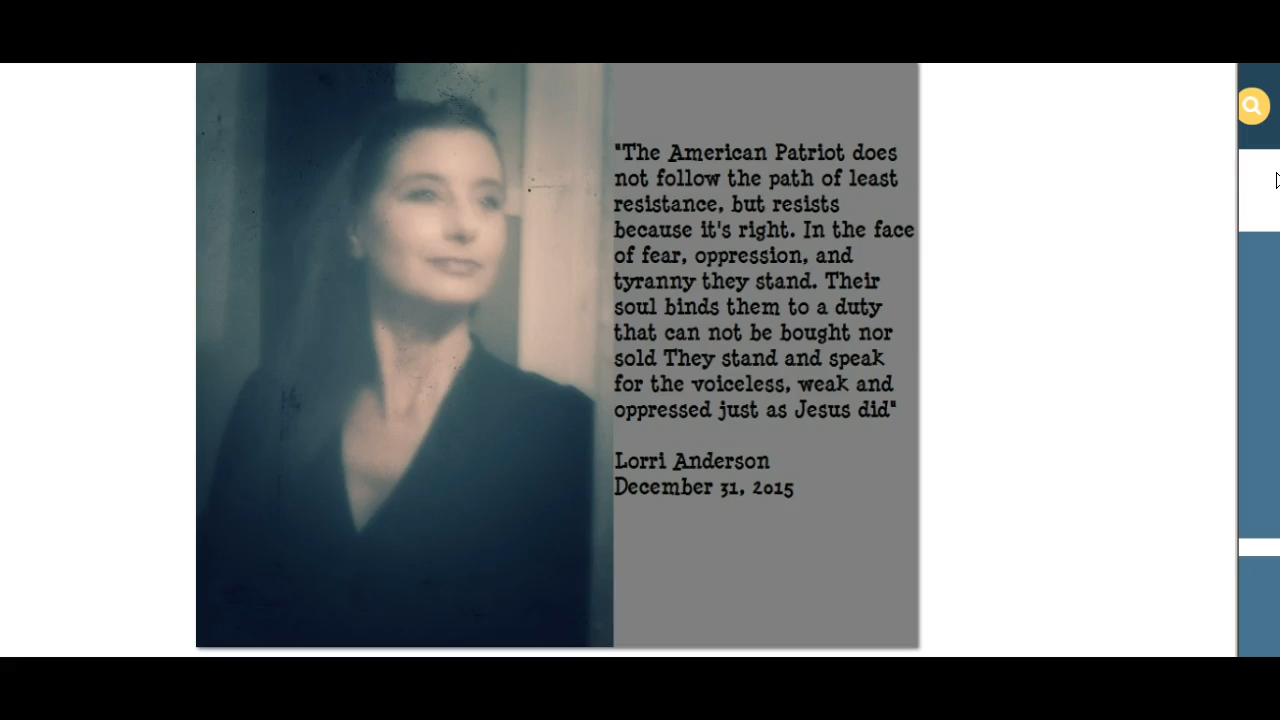 "The American Patriot does
not follow the path of least
resistance, but resists
because it's right. In the face
of fear, oppression, and
tyranny they stand. Their
soul binds them to a duty
that can not be bought nor
sold They stand and speak
for the voiceless, weak and
oppressed just as Jesus did"
Lorri Anderson
December 31, 2015